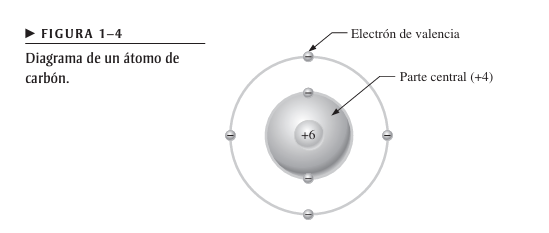 ▶ FIGURA 1–4
Diagrama de un átomo de
carbón.
Electrón de valencia
Parte central (+4)
−
−
−
+6
−
−
−